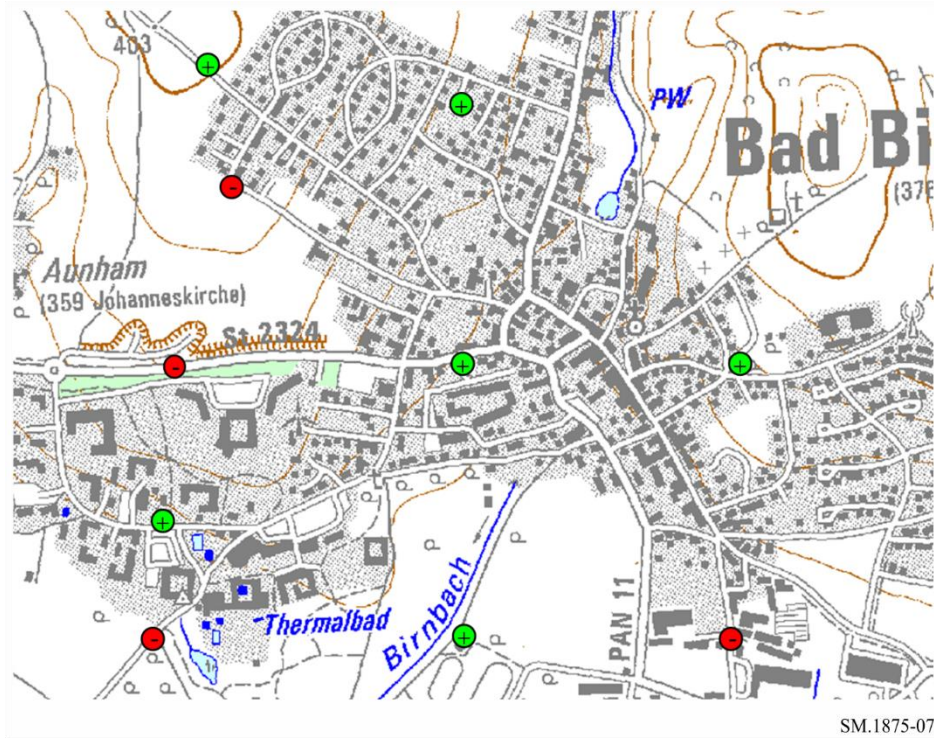 403
PW
Bad Bi
(376
Aunham
(359 Johanneskirche)
St 2324
Birnbach
PAN 11
Thermalbad
SM.1875-07